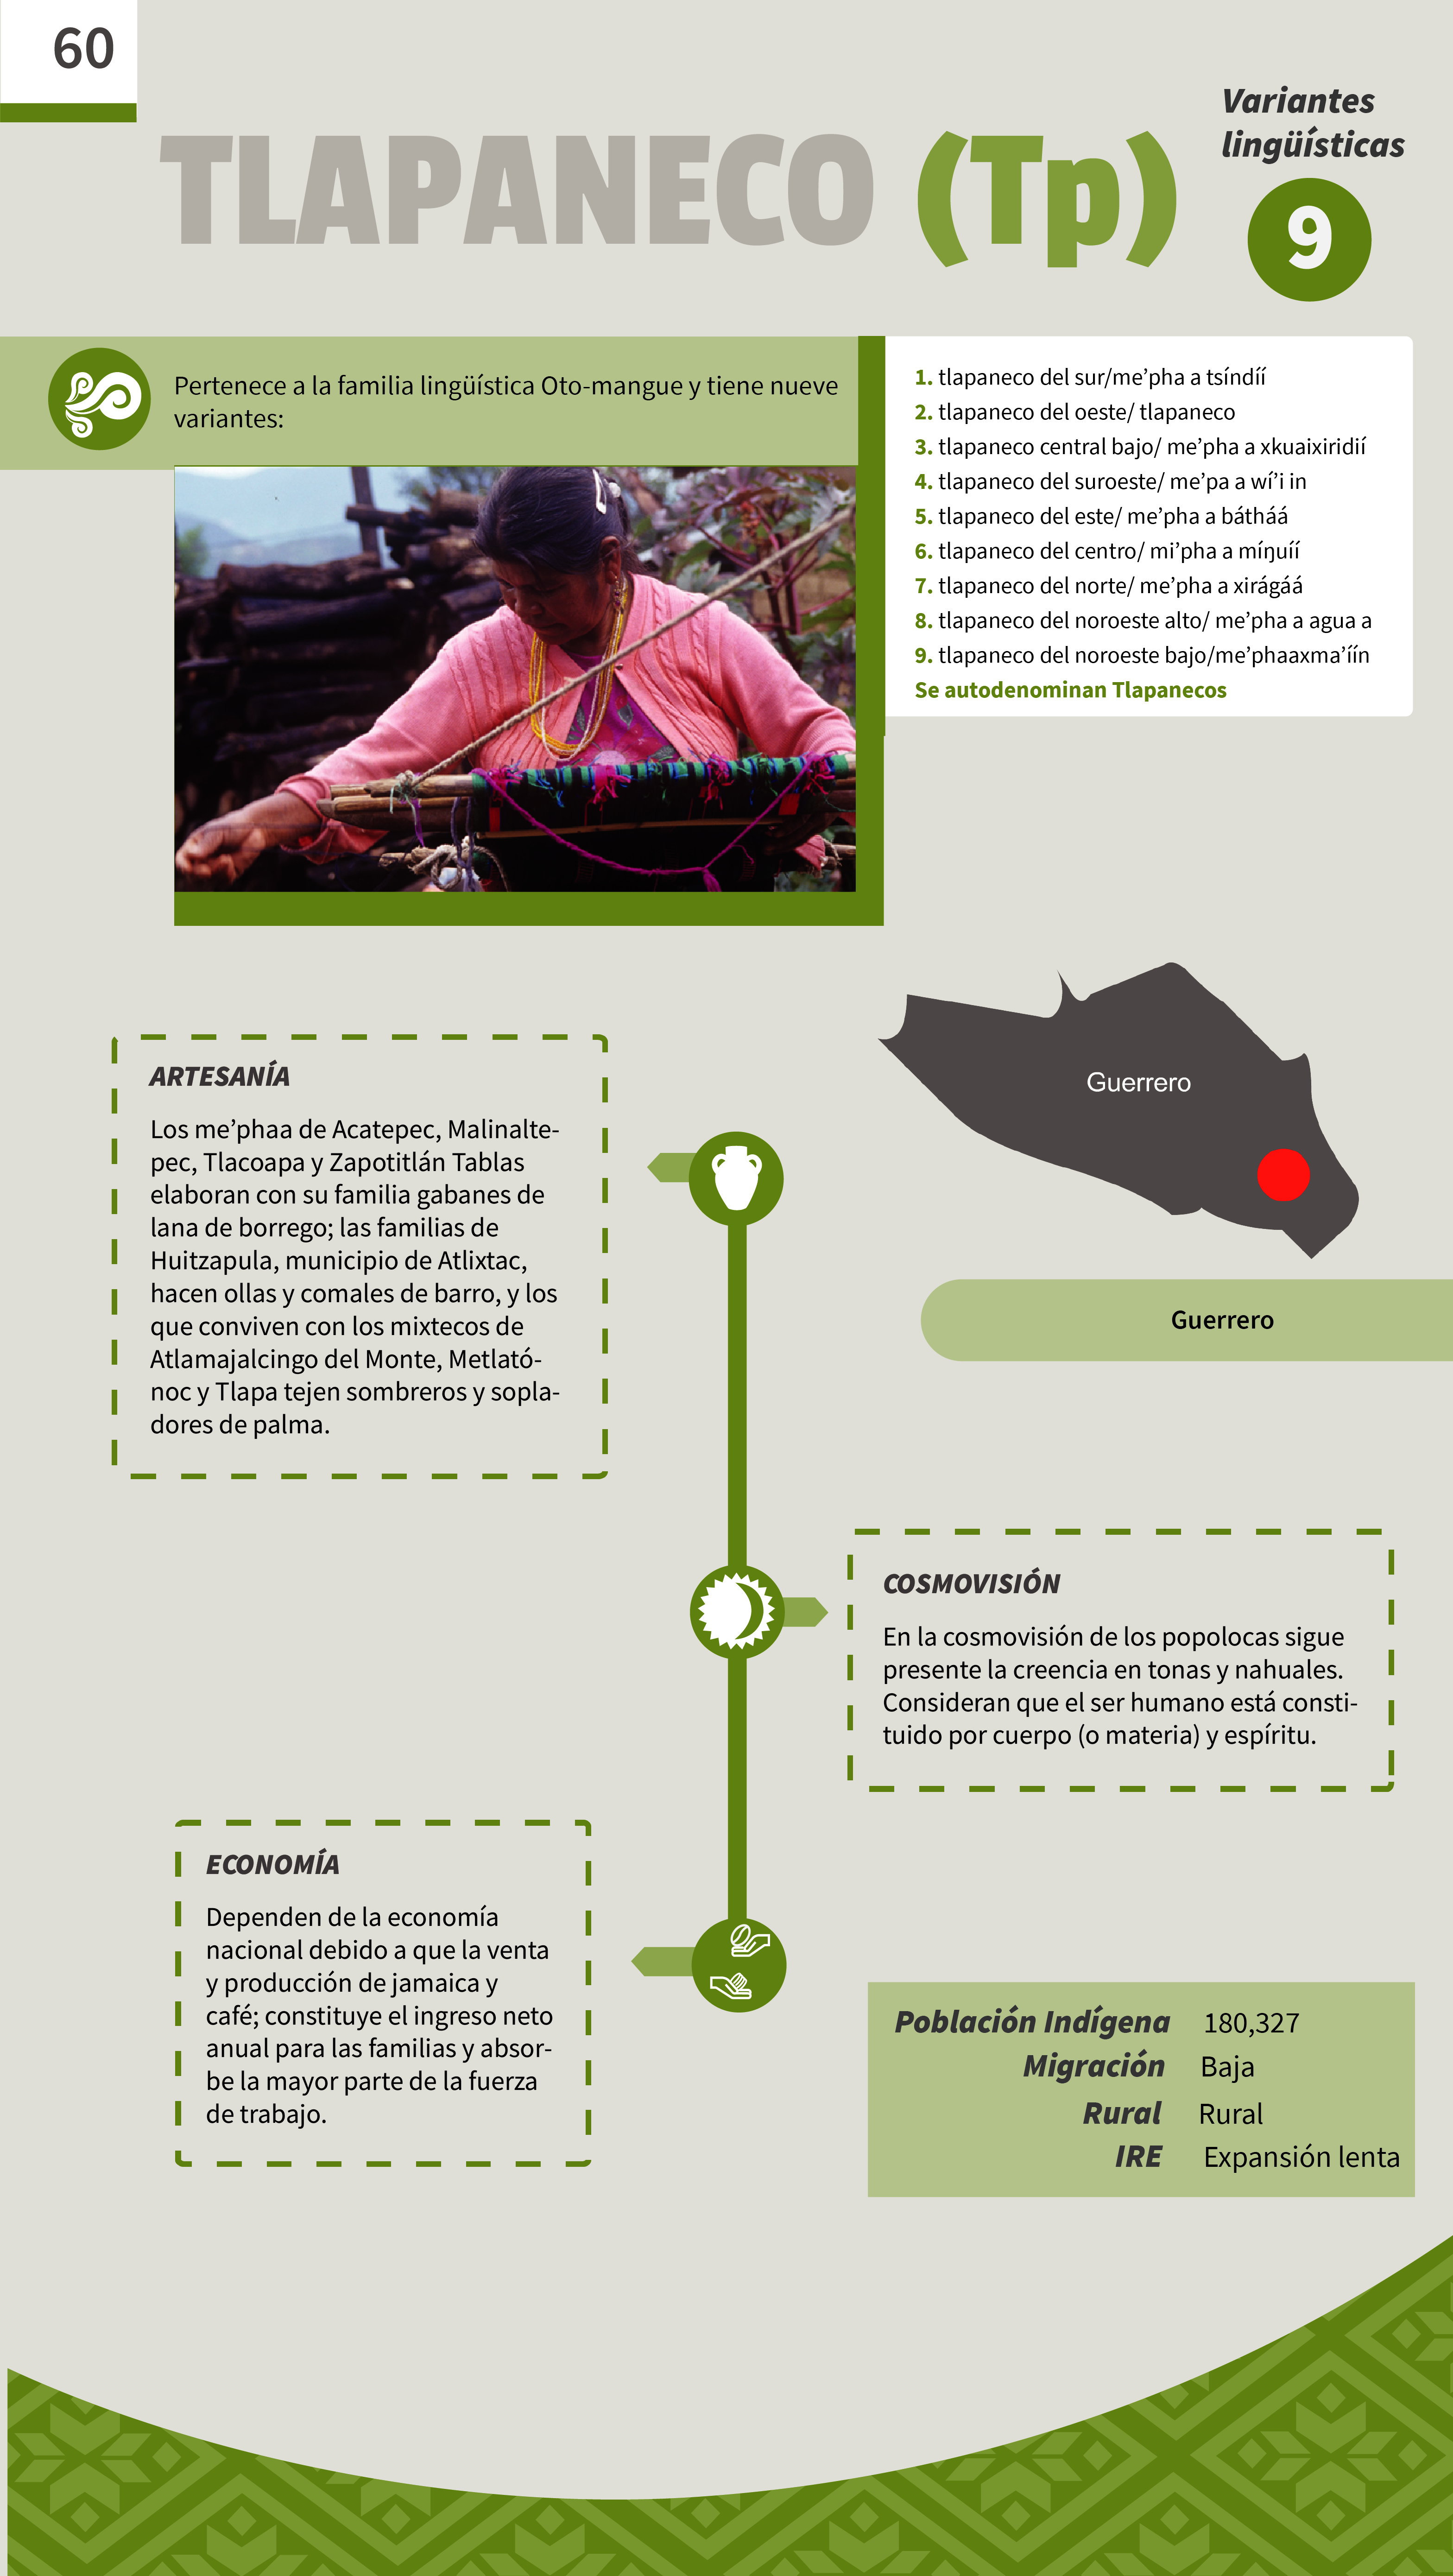 60
TLAPANECO (Tp)
Variantes
lingüísticas
9
Pertenece a la familia lingüística Oto-mangue y tiene nueve
variantes:
1. tlapaneco del sur/me’pha a tsíndíí
2. tlapaneco del oeste/ tlapaneco
3. tlapaneco central bajo/ me’pha a xkuaixiridií
4. tlapaneco del suroeste/ me’pa a wí’i in
5. tlapaneco del este/ me’pha a bátháá
6. tlapaneco del centro/ mi’pha a míŋuíí
7. tlapaneco del norte/ me’pha a xirágáá
8. tlapaneco del noroeste alto/ me’pha a agua a
9. tlapaneco del noroeste bajo/me’phaaxma’íín
Se autodenominan Tlapanecos
Guerrero
Guerrero
ARTESANÍA
Los me’phaa de Acatepec, Malinalte-
pec, Tlacoapa y Zapotitlán Tablas
elaboran con su familia gabanes de
lana de borrego; las familias de
Huitzapula, municipio de Atlixtac,
hacen ollas y comales de barro, y los
que conviven con los mixtecos de
Atlamajalcingo del Monte, Metlató-
noc y Tlapa tejen sombreros y sopla-
dores de palma.
COSMOVISIÓN
En la cosmovisión de los popolocas sigue
presente la creencia en tonas y nahuales.
Consideran que el ser humano está consti-
tuido por cuerpo (o materia) y espíritu.
ECONOMÍA
Dependen de la economía
nacional debido a que la venta
y producción de jamaica y
café; constituye el ingreso neto
anual para las familias y absor-
be la mayor parte de la fuerza
de trabajo.
Población Indígena 180,327
Migración Baja
Rural Rural
IRE Expansión lenta